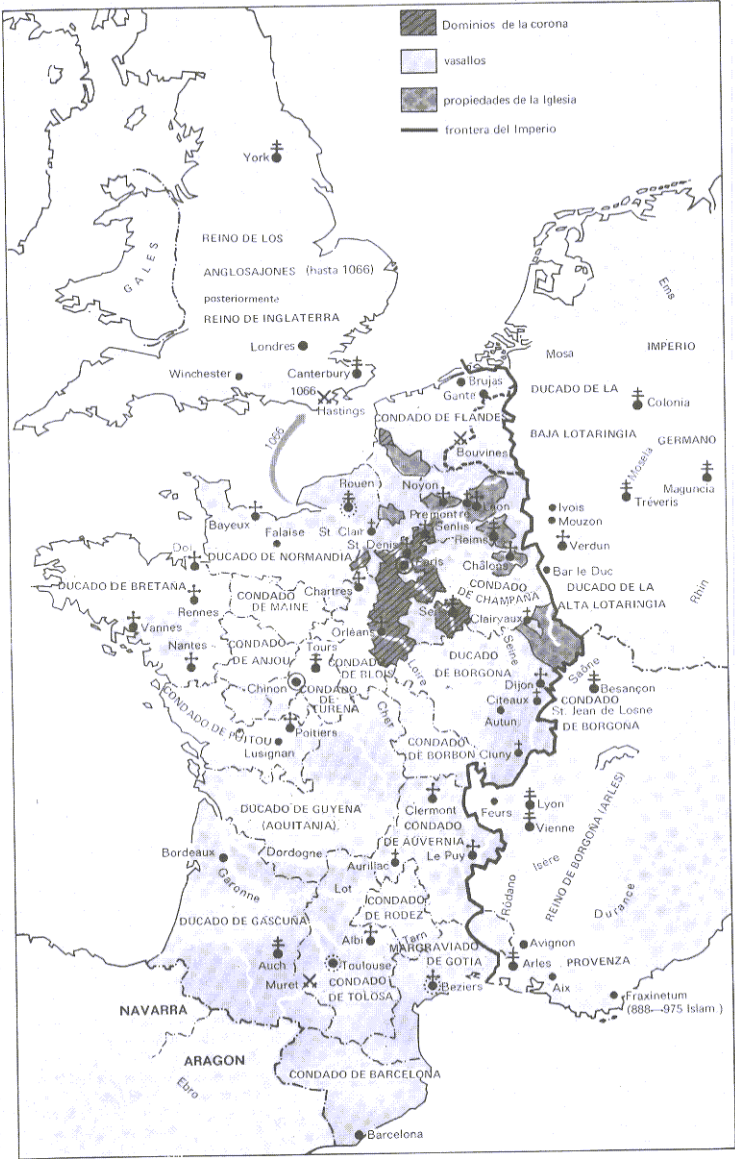 Dominios de la corona
vasallos
propiedades de la Iglesia
frontera del Imperio
York
GALES
REINO DE LOS
ANGLOSAJONES (hasta 1066)
posteriormente
REINO DE INGLATERRA
Londres
Winchester
Canterbury
1066
Hastings
1066
Ems
Mosa
IMPERIO
Brujas
Gante
DUCADO DE LA
Colonia
CONDADO DE FLANDES
BAJA LOTARINGIA
GERMANO
Bouvines
Mosela
Maguncia
Tréveris
Rouen
Noyon
Laon
Premontré
Ivois
Mouzon
Bayeux
Falaise
St. Clair
Senlis
Reims
Verdun
Dol
DUCADO DE NORMANDIA
St. Denis
Paris
Châlons
Bar le Duc
DUCADO DE BRETAÑA
CONDADO
DE MAINE
Chartres
CONDADO
DE CHAMPAÑA
DUCADO DE LA
ALTA LOTARINGIA
Rhin
Rennes
Se
Clairvaux
Vannes
Orléans
Seine
Nantes
CONDADO
DE ANJOU
Tours
CONDADO
DE BLOIS
Loire
DUCADO
DE BORGOÑA
Saône
Besançon
Chinon
CONDADO
DE
TURENA
Dijon
Citeaux
CONDADO
St. Jean de Losne
DE BORGOÑA
Autun
CONDADO DE POITOU
Cher
Poitiers
Lusignan
CONDADO
DE BORBON
Cluny
DUCADO DE GUYENA
(AQUITANIA)
Clermont
Feurs
Lyon
Vienne
CONDADO
DE AUVERNIA
REINO DE BORGOÑA (ARLES)
Bordeaux
Dordogne
Aurillac
Le Puy
Isere
Garonne
Lot
CONDADO
DE RODEZ
Ródano
Durance
DUCADO DE GASCUÑA
Albi
Tarn
MARGRAVIADO
DE GOTIA
Avignon
Auch
Toulouse
Arles
PROVENZA
Muret
CONDADO
DE TOLOSA
Beziers
Aix
Fraxinetum
(888—975 Islam.)
NAVARRA
ARAGON
CONDADO DE BARCELONA
Ebro
Barcelona